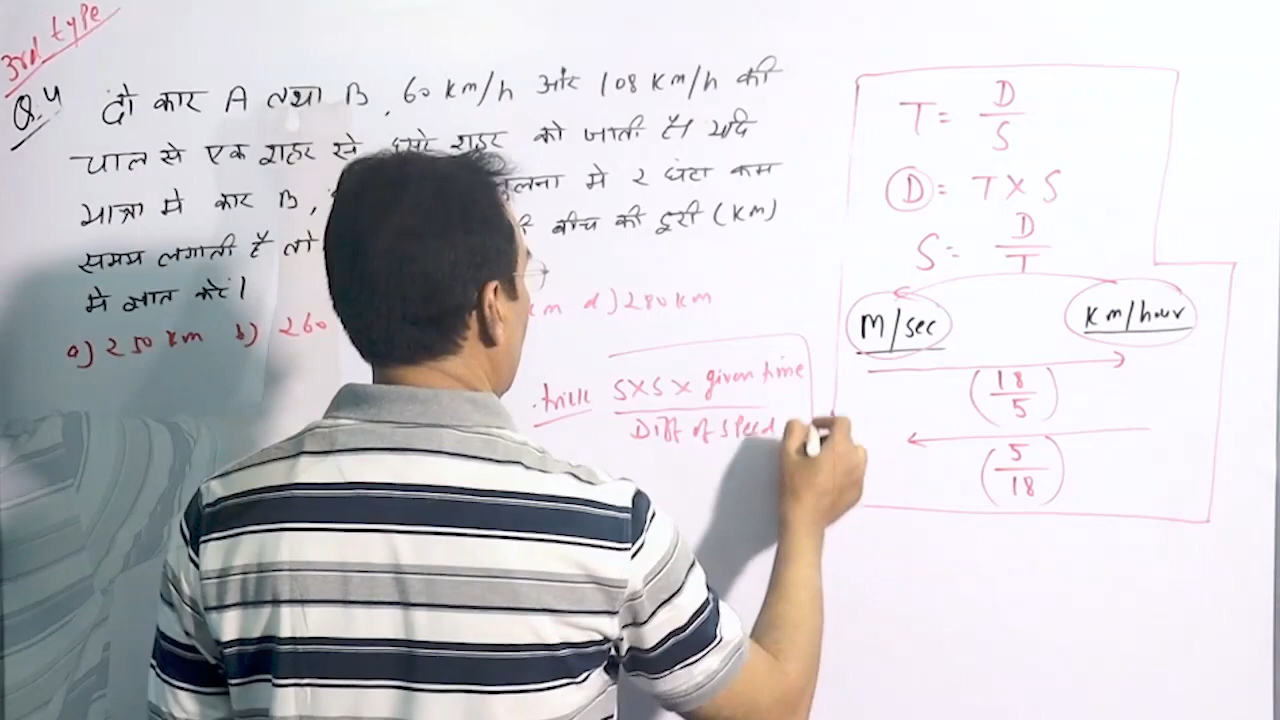 3rd type
Q.4 दो कार A तथा B, 60 km/h और 108 km/h की
चाल से एक शहर से दूसरे शहर को जाती है। यदि
यात्रा मे कार B, तुलना मे 2 घंटा कम
समय लगाती है तो बीच की दूरी (km)
मे ज्ञात करें।
a) 250 km b) 260 km d) 280 km
trick S×S× given time
Diff of speed
T = D
S
D = T × S
S = D
T
M/sec Km/hour
(18
5)
(5
18)